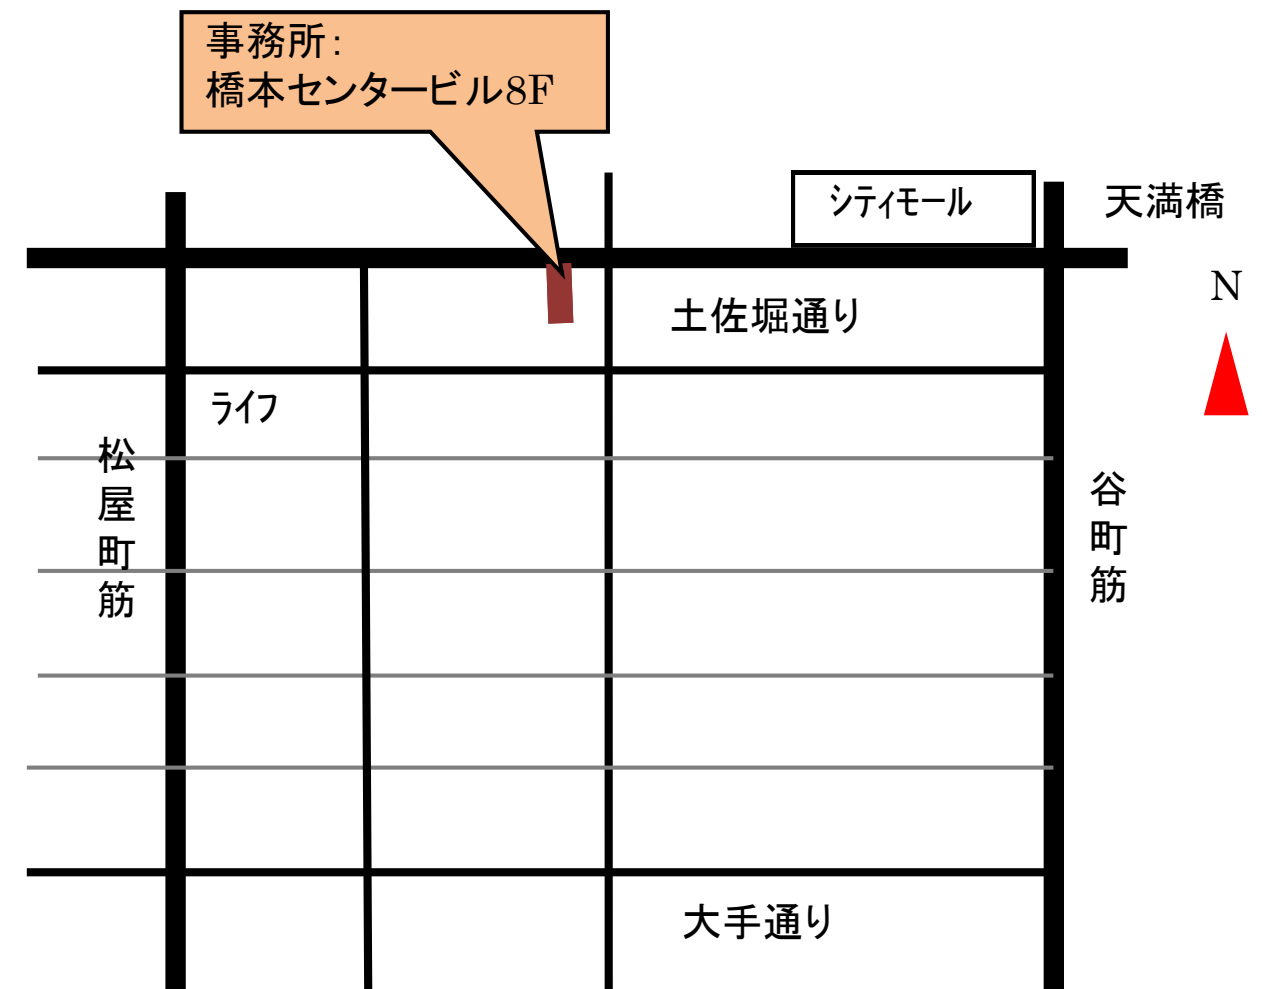 事務所：
橋本センタービル8F
シティモール
天満橋
N
土佐堀通り
ライフ
松屋町筋
谷町筋
大手通り